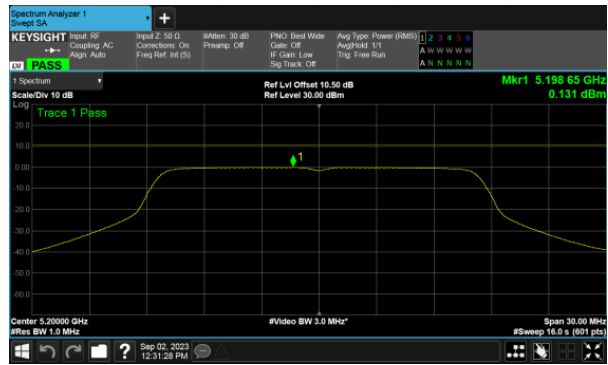 Spectrum Analyzer 1
Swept SA
KEYSIGHT
Input: RF
Coupling: AC
Align: Auto
Input Z: 50 Ω
Corrections: On
Freq Ref: Int (S)
#Atten: 30 dB
Preamp: Off
PNO: Best Wide
Gate: Off
IF Gain: Low
Sig Track: Off
Avg Type: Power (RMS)
Avg|Hold: 1/1
Trig: Free Run
1 2 3 4 5 6
A W W W W W
A N N N N N
LXI PASS
1 Spectrum
Scale/Div 10 dB
Ref Lvl Offset 10.50 dB
Ref Level 30.00 dBm
Mkr1 5.198 65 GHz
0.131 dBm
Log
Trace 1 Pass
20.0
10.0
0.00
-10.0
-20.0
-30.0
-40.0
-50.0
-60.0
1
Center 5.20000 GHz
#Res BW 1.0 MHz
#Video BW 3.0 MHz*
Span 30.00 MHz
#Sweep 16.0 s (601 pts)
?
Sep 02, 2023
12:31:28 PM